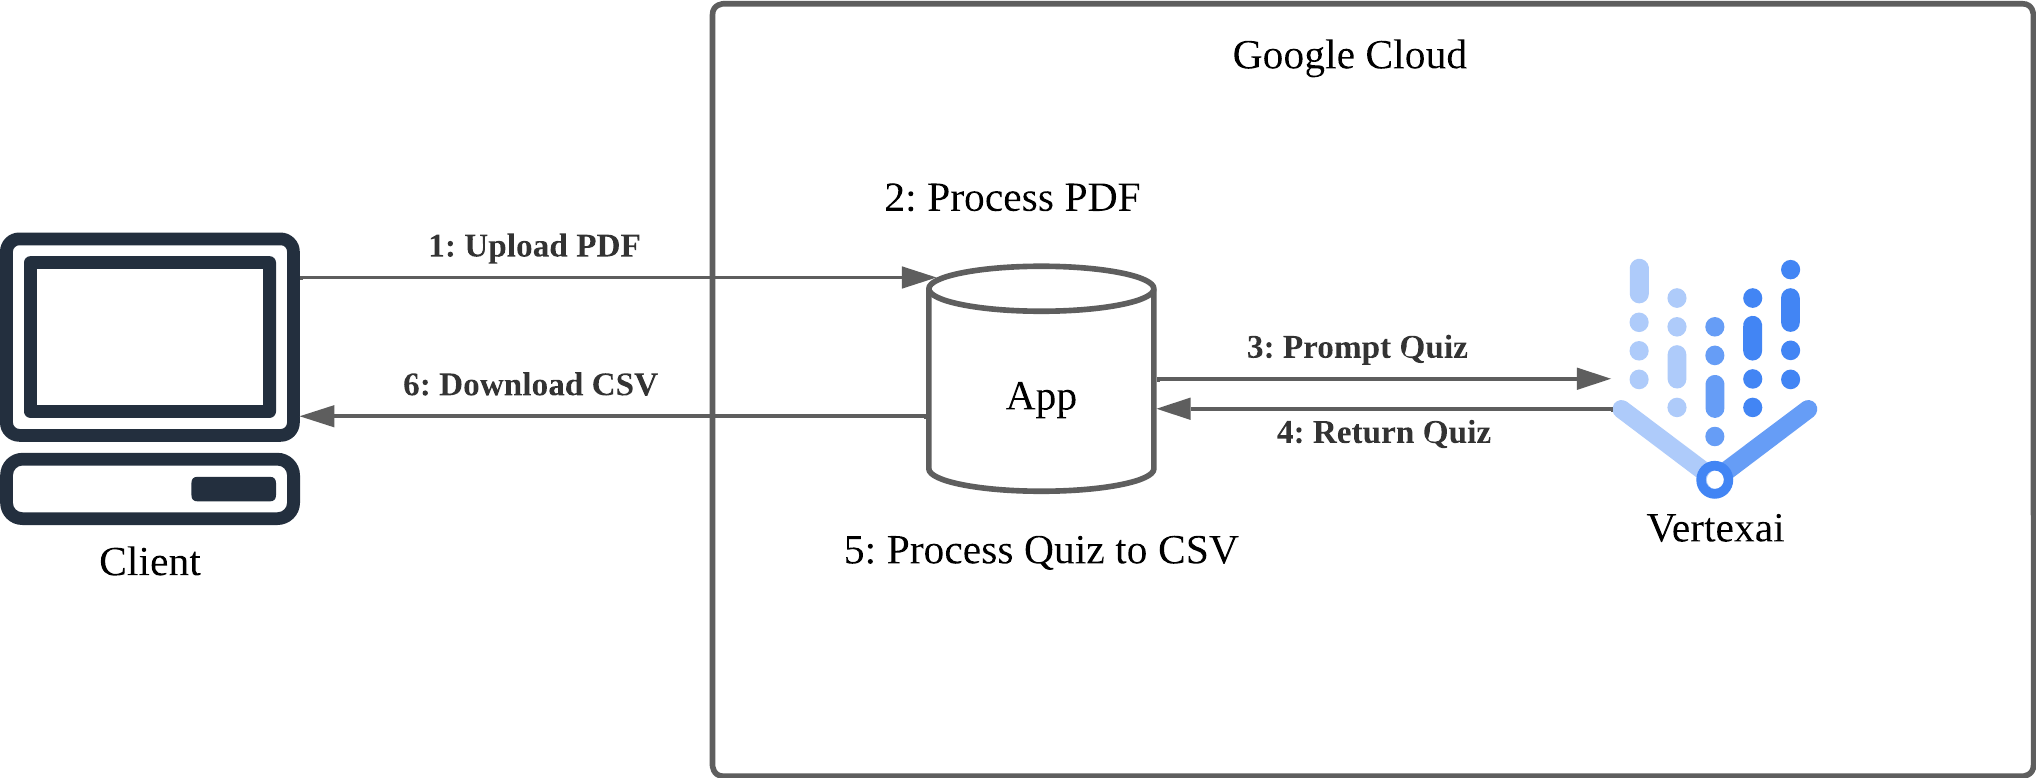 Google Cloud
2: Process PDF
1: Upload PDF
3: Prompt Quiz
6: Download CSV
App
4: Return Quiz
Vertexai
5: Process Quiz to CSV
Client